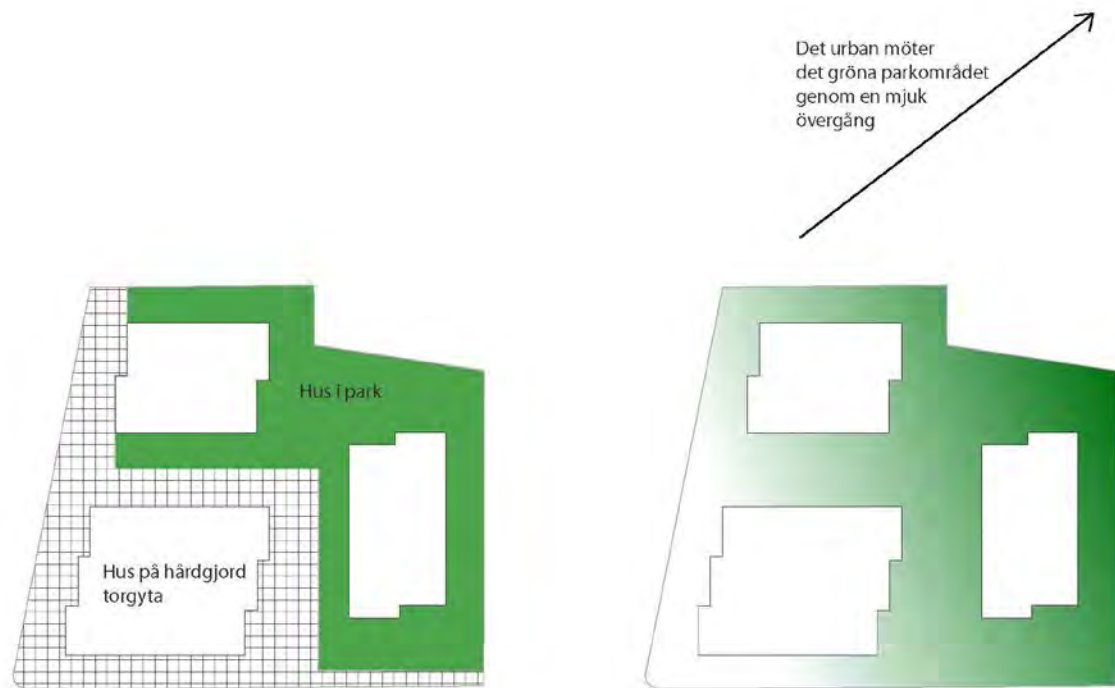 Det urban möter
det gröna parkområdet
genom en mjuk
övergång
Hus i park
Hus på hårdgjord
torgyta